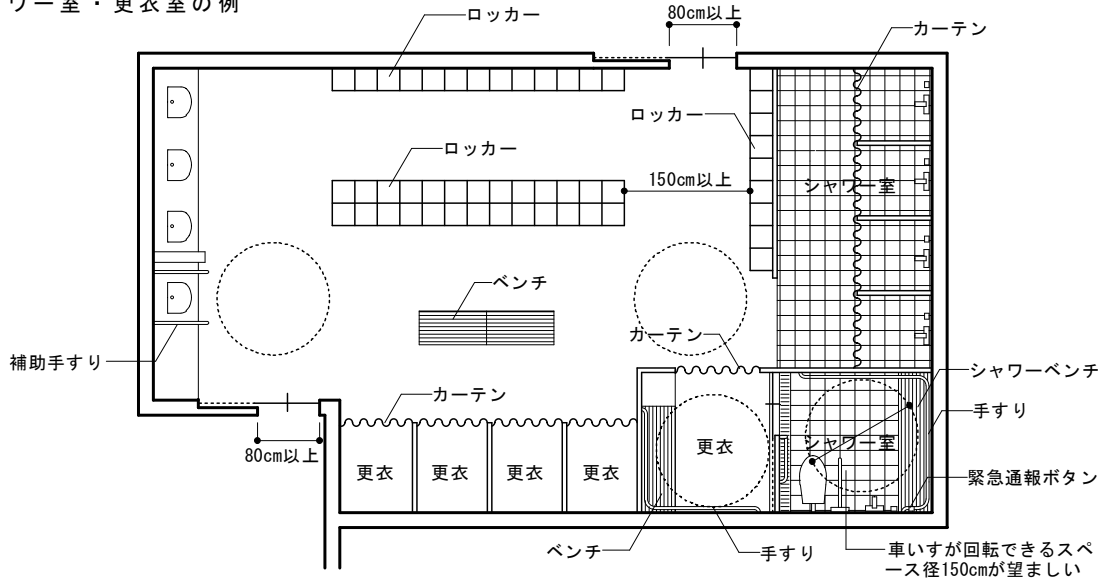 ワー室・更衣室の例
ロッカー
80cm以上
カーテン
ロッカー
ロッカー
150cm以上
シャワー室
ベンチ
カーテン
補助手すり
シャワーベンチ
カーテン
手すり
80cm以上
更衣
更衣
更衣
更衣
更衣
シャワー室
緊急通報ボタン
ベンチ
手すり
車いすが回転できるスペ
ース径150cmが望ましい